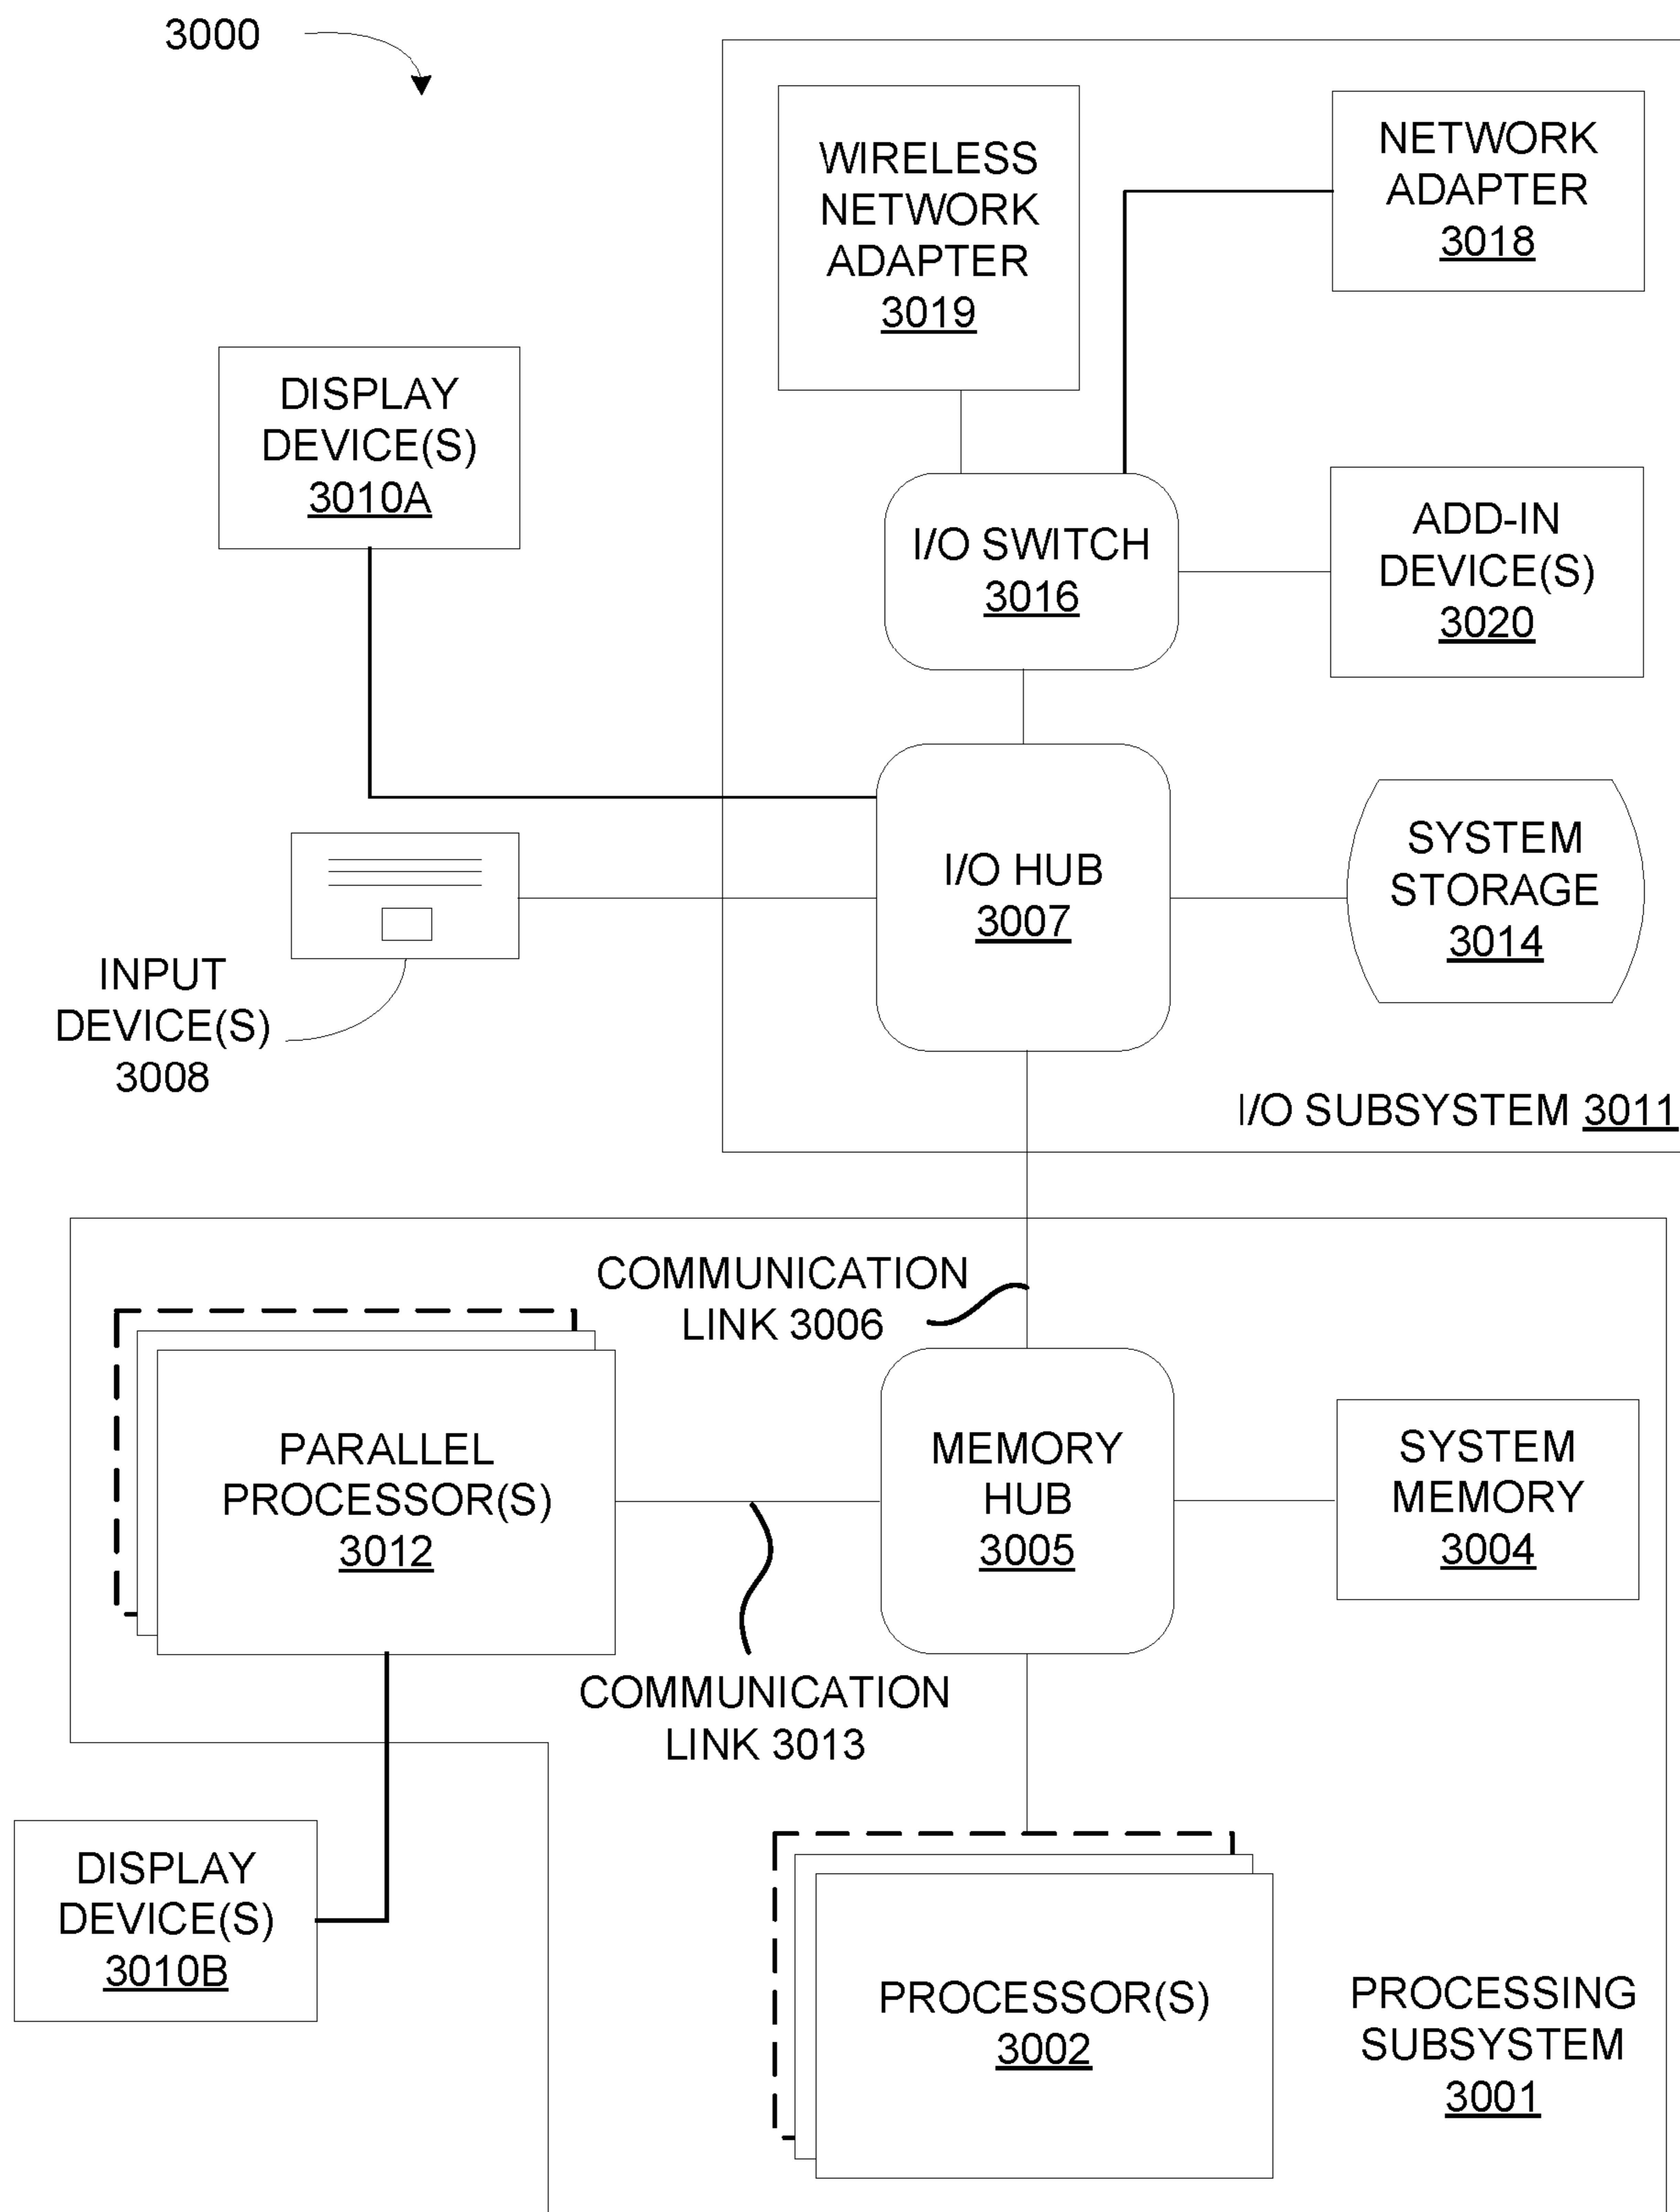 3000
WIRELESS
NETWORK
ADAPTER
3019
NETWORK
ADAPTER
3018
DISPLAY
DEVICE(S)
3010A
I/O SWITCH
3016
ADD-IN
DEVICE(S)
3020
I/O HUB
3007
SYSTEM
STORAGE
3014
INPUT
DEVICE(S)
3008
I/O SUBSYSTEM 3011
COMMUNICATION
LINK 3006
PARALLEL
PROCESSOR(S)
3012
MEMORY
HUB
3005
SYSTEM
MEMORY
3004
COMMUNICATION
LINK 3013
DISPLAY
DEVICE(S)
3010B
PROCESSOR(S)
3002
PROCESSING
SUBSYSTEM
3001